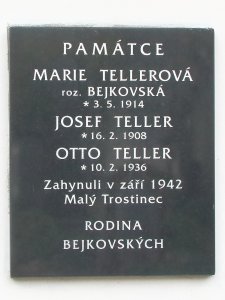 PAMÁTCE
MARIE TELLEROVÁ
roz. BEJKOVSKÁ
* 3. 5. 1914
JOSEF TELLER
* 16. 2. 1908
OTTO TELLER
* 10. 2. 1936
Zahynuli v září 1942
Malý Trostinec
RODINA
BEJKOVSKÝCH